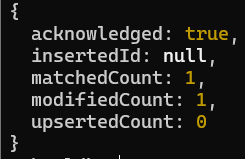 {
  acknowledged: true,
  insertedId: null,
  matchedCount: 1,
  modifiedCount: 1,
  upsertedCount: 0
}